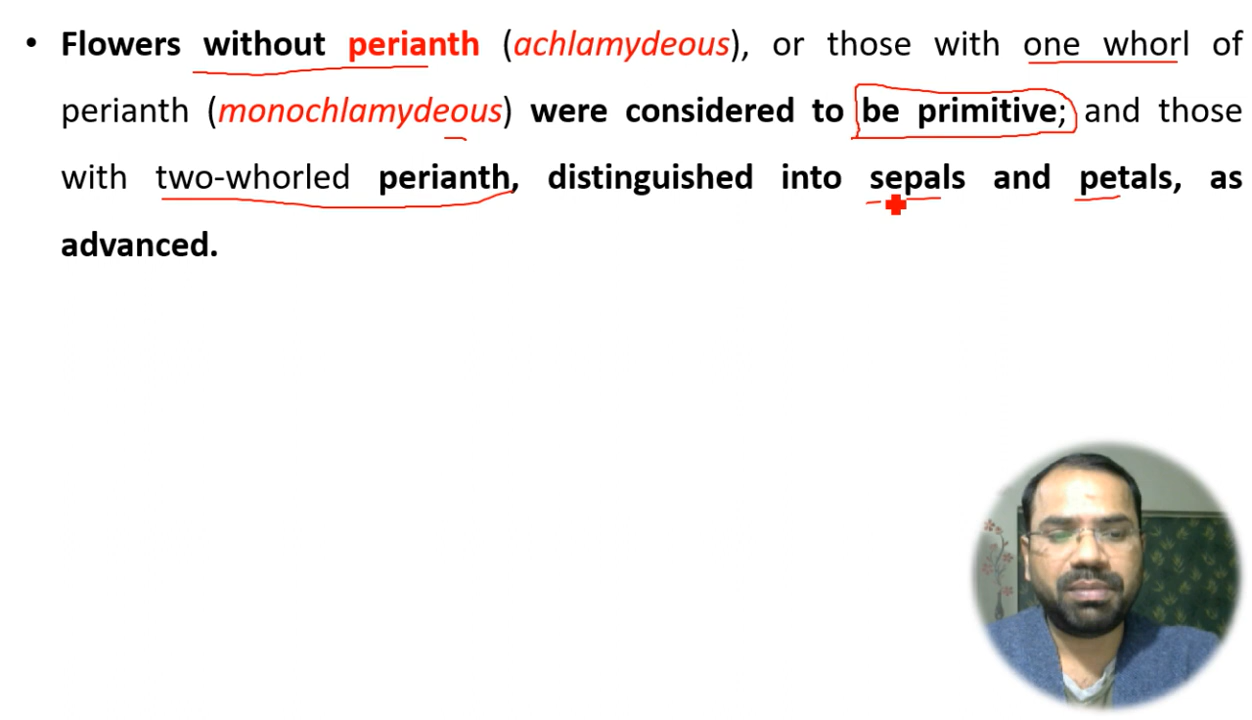 • Flowers without perianth (achlamydeous), or those with one whorl of
perianth (monochlamydeous) were considered to be primitive; and those
with two-whorled perianth, distinguished into sepals and petals, as
advanced.